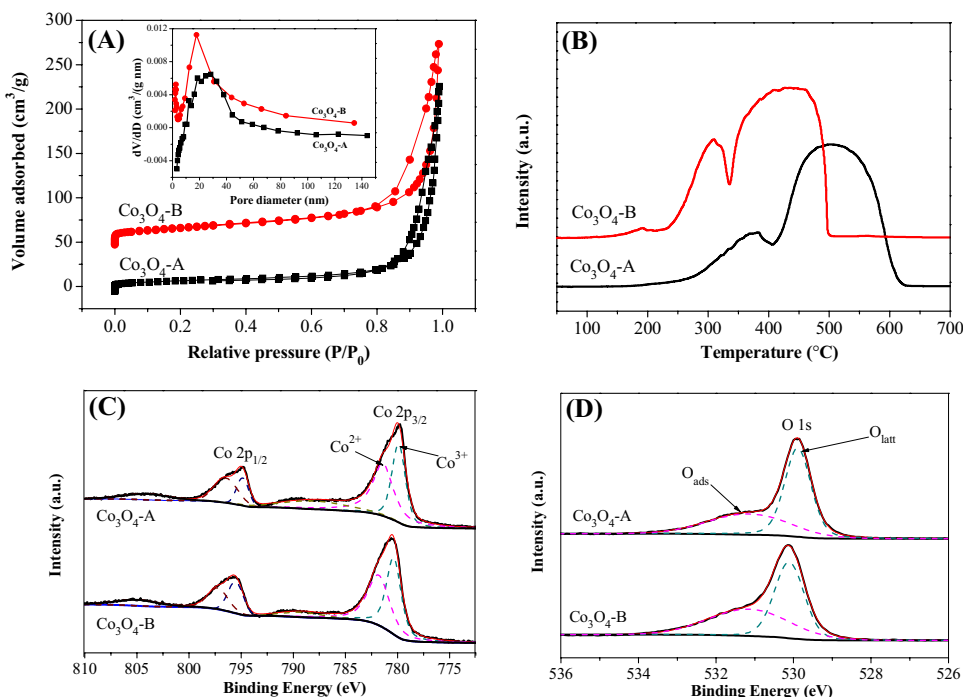 (A)
300
250
200
150
100
50
0
Volume adsorbed (cm³/g)
0.0 0.2 0.4 0.6 0.8 1.0
Relative pressure (P/P₀)
Co₃O₄-B
Co₃O₄-A
0.012
0.008
0.004
0.000
-0.004
dV/dD (cm³/(g nm)
0 20 40 60 80 100 120 140
Pore diameter (nm)
Co₃O₄-B
Co₃O₄-A
(B)
Intensity (a.u.)
Co₃O₄-B
Co₃O₄-A
100 200 300 400 500 600 700
Temperature (°C)
(C)
Co 2p₃/₂
Co²⁺
Co³⁺
Co 2p₁/₂
Co₃O₄-A
Co₃O₄-B
Intensity (a.u.)
810 805 800 795 790 785 780 775
Binding Energy (eV)
(D)
O 1s
Oₗₐₜₜ
Oₐdₛ
Co₃O₄-A
Co₃O₄-B
Intensity (a.u.)
536 534 532 530 528 526
Binding Energy (eV)